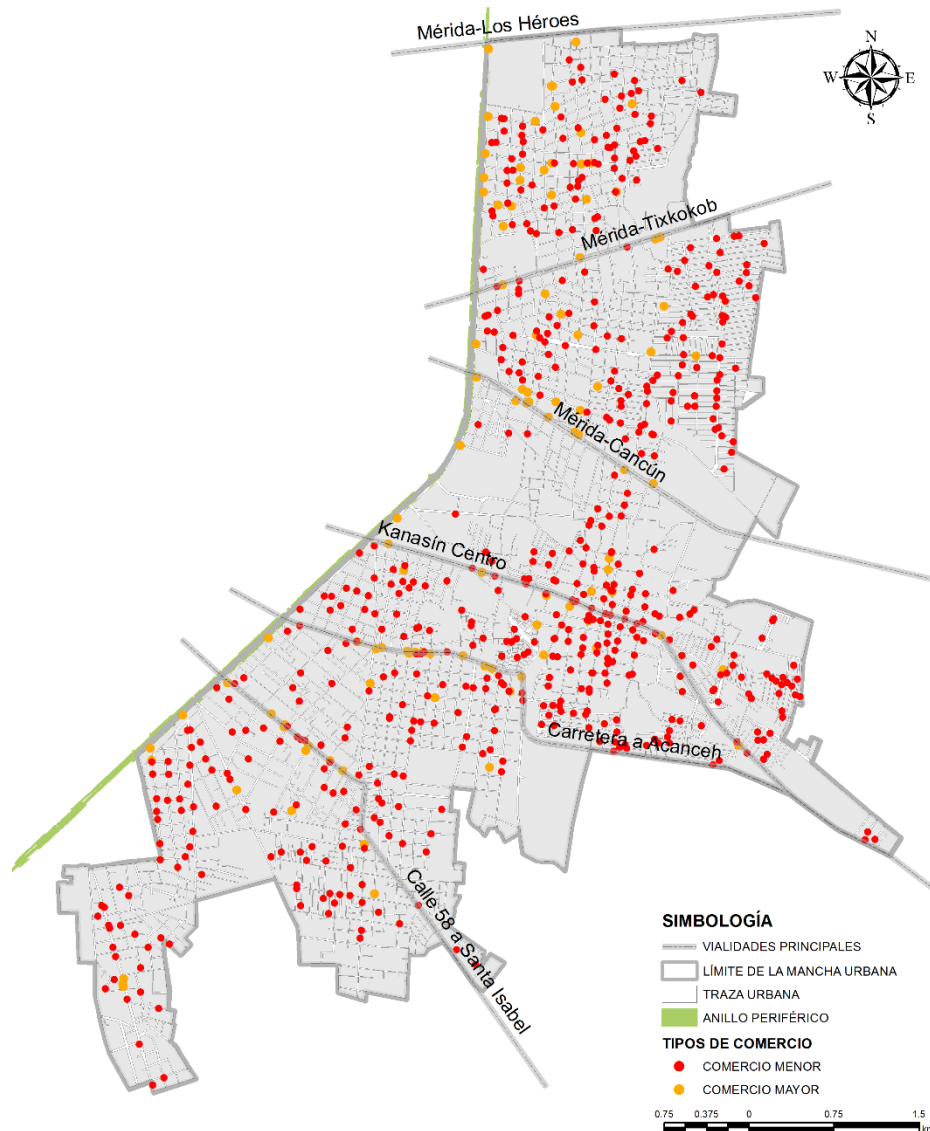 Mérida-Los Héroes
N
W E
S
Mérida-Tixkokob
Mérida-Cancún
Kanasín Centro
Carretera a Acanceh
Calle 58 a Santa Isabel
SIMBOLOGÍA
VIALIDADES PRINCIPALES
LÍMITE DE LA MANCHA URBANA
TRAZA URBANA
ANILLO PERIFÉRICO
TIPOS DE COMERCIO
COMERCIO MENOR
COMERCIO MAYOR
0.75 0.375 0 0.75 1.5
km